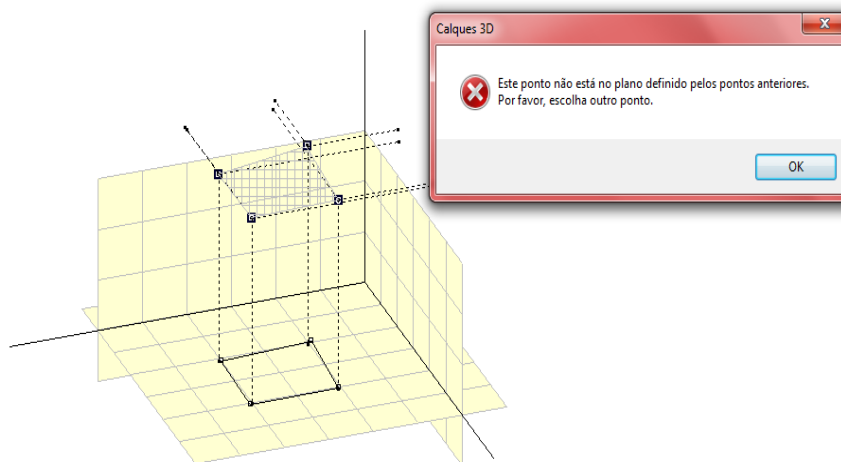 Calques 3D
Este ponto não está no plano definido pelos pontos anteriores.
Por favor, escolha outro ponto.
OK